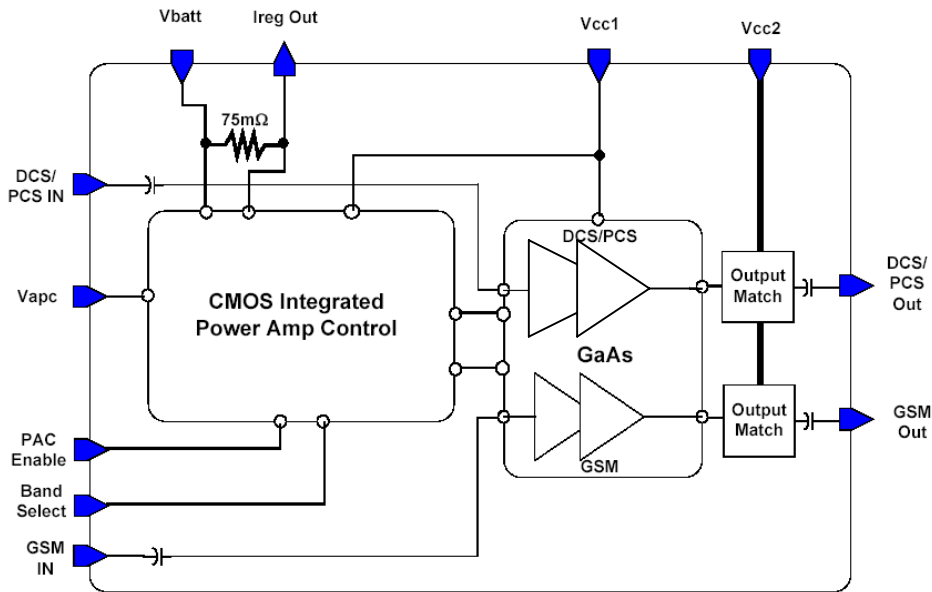 Vbatt
Ireg Out
Vcc1
Vcc2
75mΩ
DCS/
PCS IN
DCS/PCS
Vapc
CMOS Integrated
Power Amp Control
Output
Match
DCS/
PCS
Out
GaAs
PAC
Enable
Output
Match
GSM
Out
GSM
Band
Select
GSM
IN